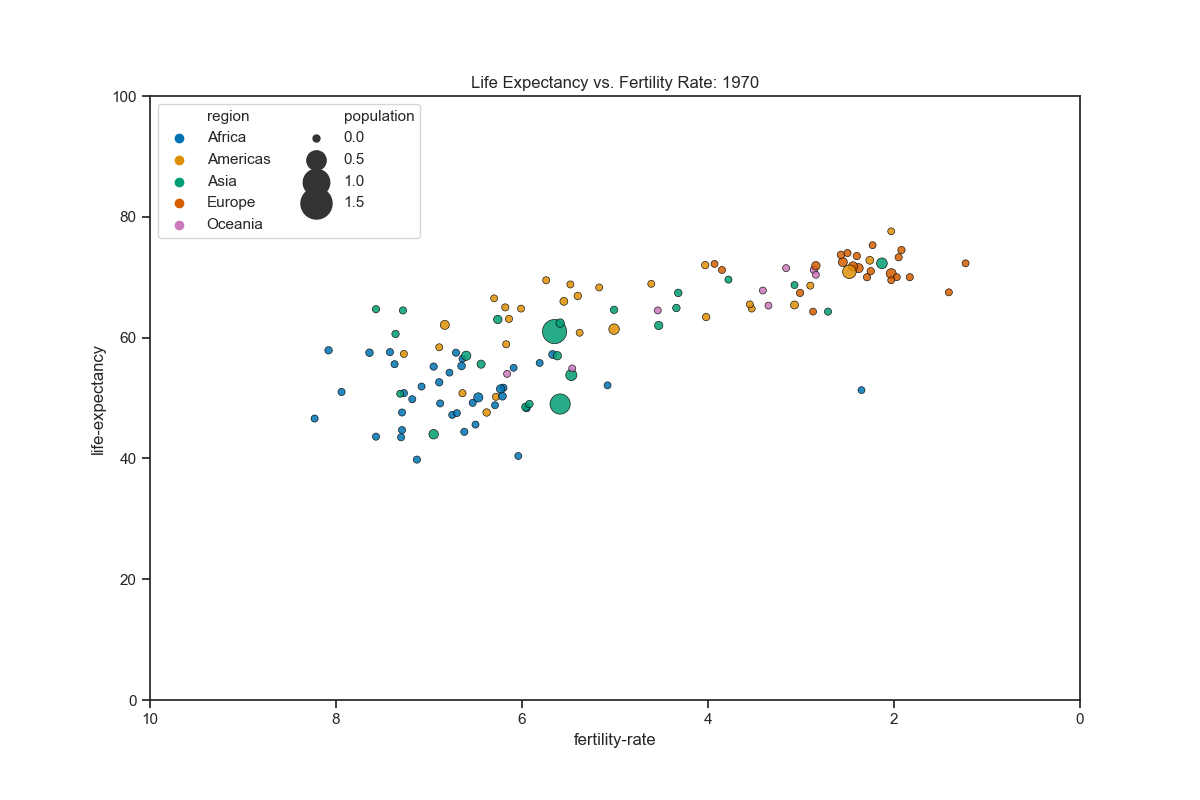 Life Expectancy vs. Fertility Rate: 1970
100
80
60
40
20
0
life-expectancy
region
Africa
Americas
Asia
Europe
Oceania
population
0.0
0.5
1.0
1.5
10
8
6
4
2
0
fertility-rate